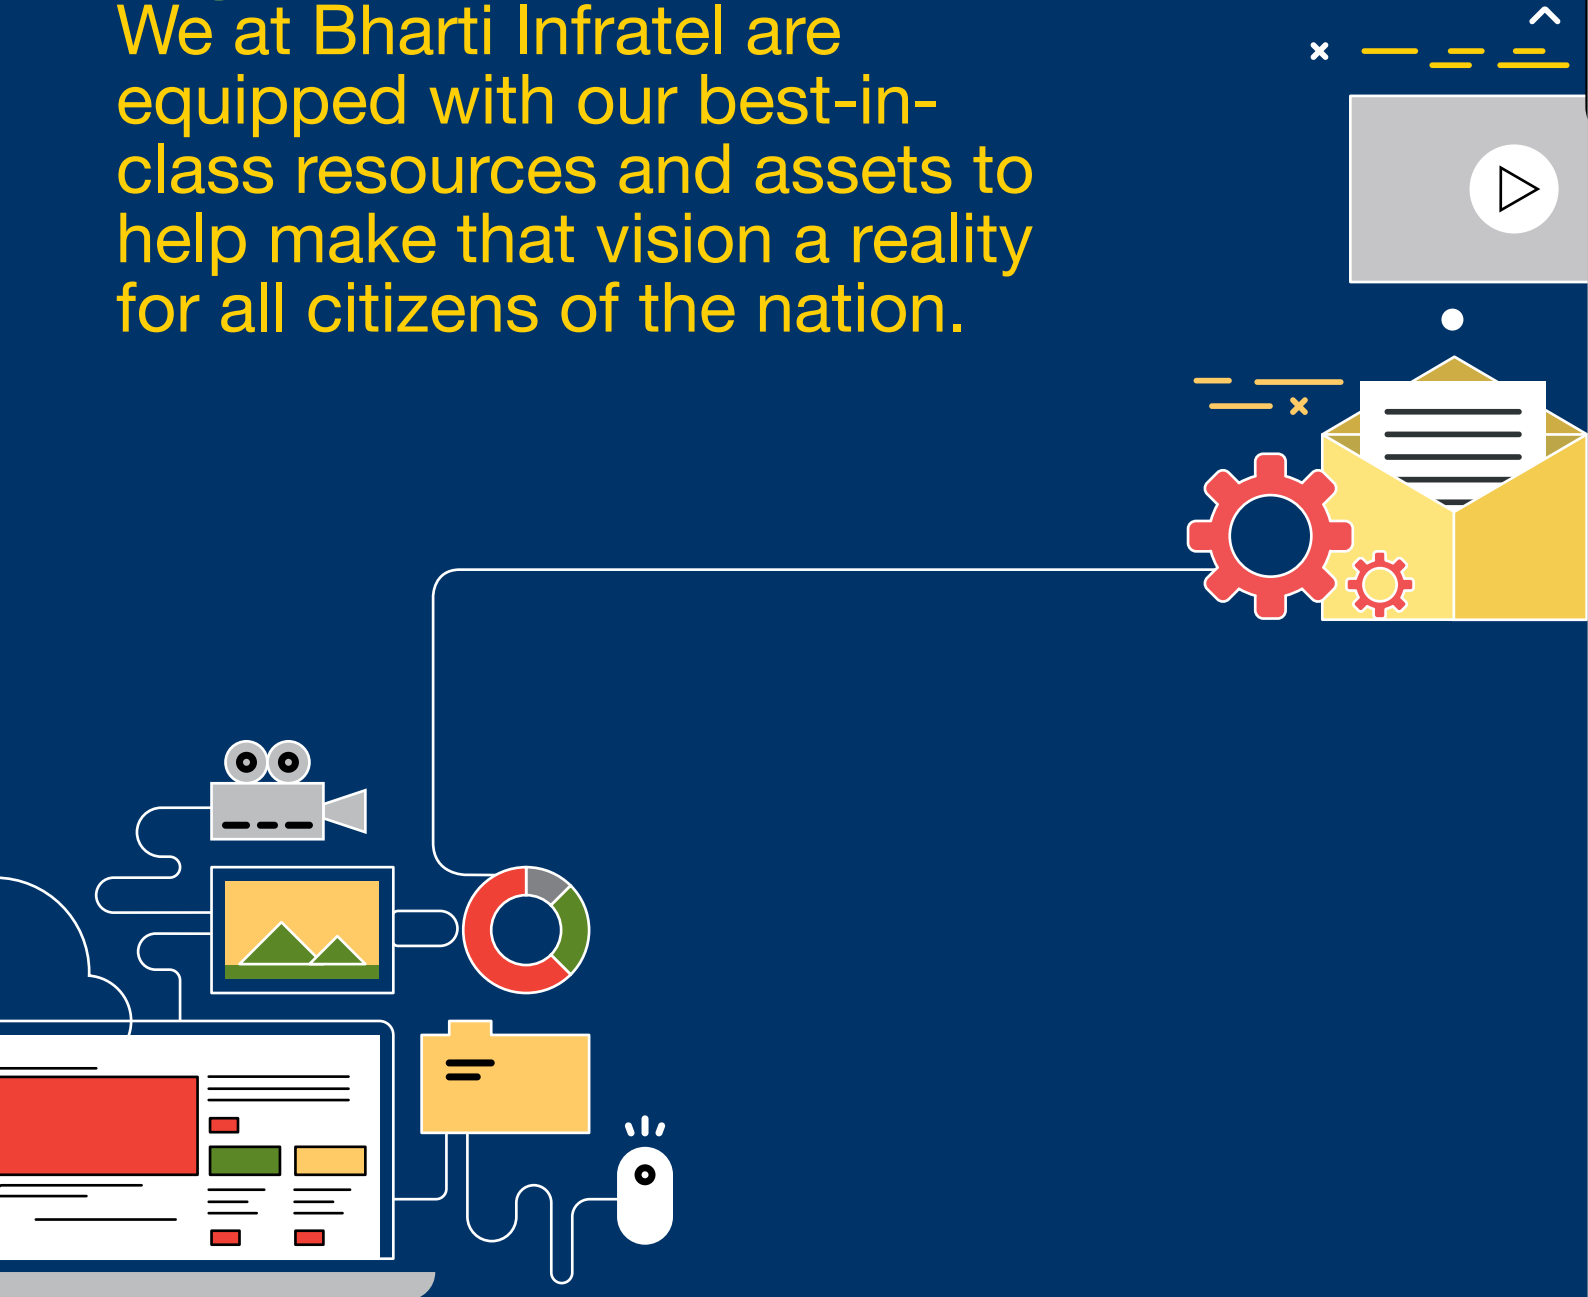 We at Bharti Infratel are
equipped with our best-in-
class resources and assets to
help make that vision a reality
for all citizens of the nation.